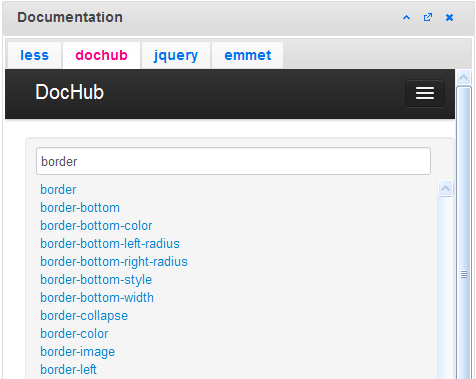 Documentation
less dochub jquery emmet
DocHub
border
border
border-bottom
border-bottom-color
border-bottom-left-radius
border-bottom-right-radius
border-bottom-style
border-bottom-width
border-collapse
border-color
border-image
border-left